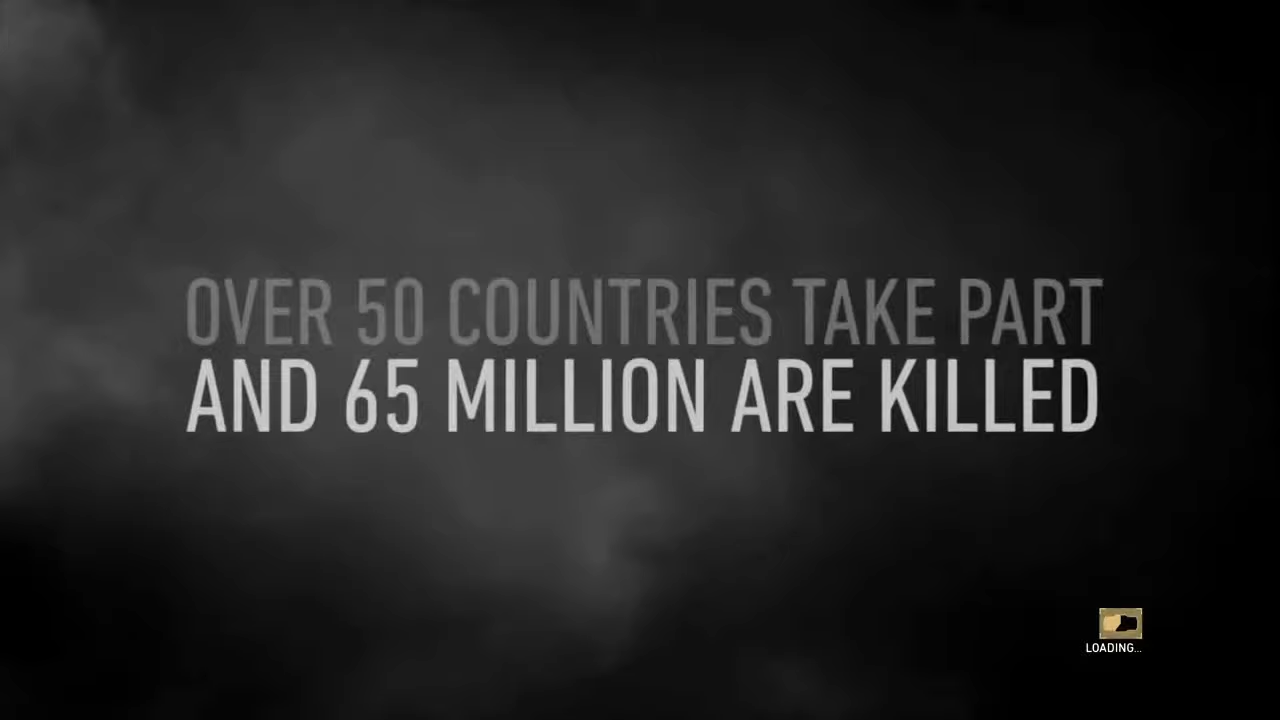 OVER 50 COUNTRIES TAKE PART
AND 65 MILLION ARE KILLED
LOADING...